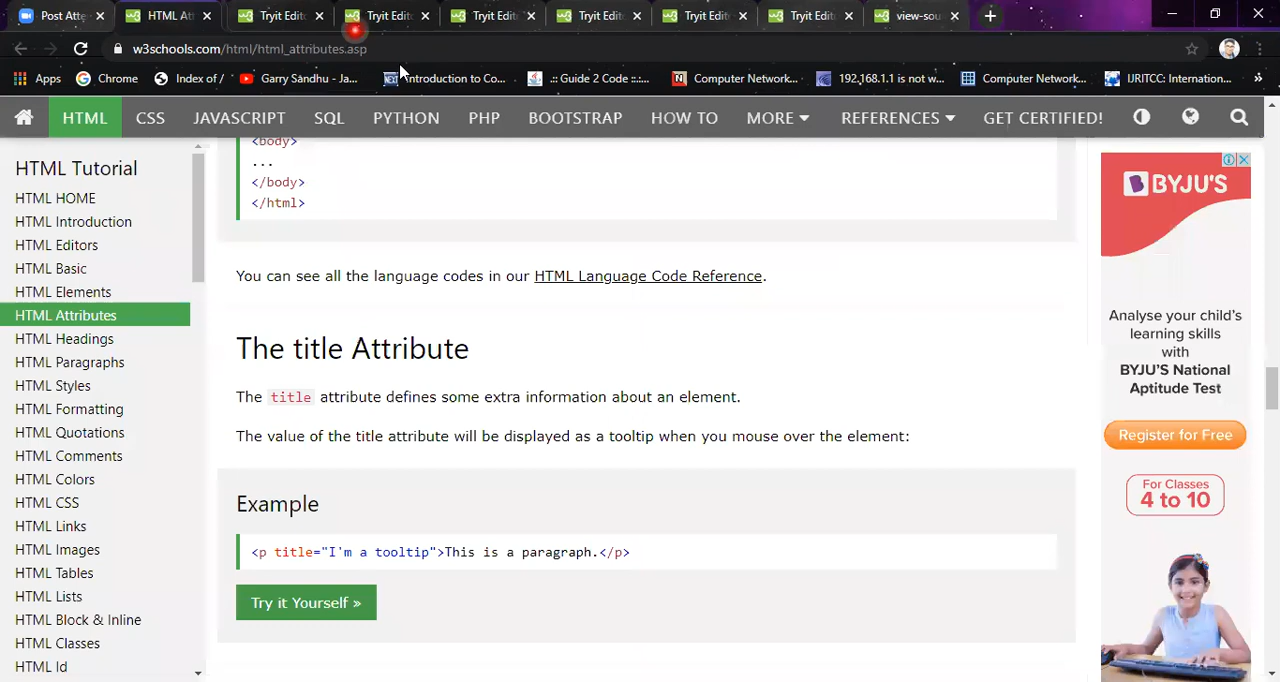 Post Atte
HTML At
Tryit Edit
Tryit Edit
Tryit Edit
Tryit Edit
Tryit Edit
Tryit Edit
view-sou
w3schools.com/html/html_attributes.asp
Apps
Chrome
Index of /
Garry Sandhu - Ja...
Introduction to Co...
.:: Guide 2 Code ::...
Computer Network...
192.168.1.1 is not w...
Computer Network...
IJRITCC: Internation...
HTML CSS JAVASCRIPT SQL PYTHON PHP BOOTSTRAP HOW TO MORE REFERENCES GET CERTIFIED!
HTML Tutorial
HTML HOME
HTML Introduction
HTML Editors
HTML Basic
HTML Elements
HTML Attributes
HTML Headings
HTML Paragraphs
HTML Styles
HTML Formatting
HTML Quotations
HTML Comments
HTML Colors
HTML CSS
HTML Links
HTML Images
HTML Tables
HTML Lists
HTML Block & Inline
HTML Classes
HTML Id
<body>
...
</body>
</html>
You can see all the language codes in our HTML Language Code Reference.
The title Attribute
The title attribute defines some extra information about an element.
The value of the title attribute will be displayed as a tooltip when you mouse over the element:
Example
<p title="I'm a tooltip">This is a paragraph.</p>
Try it Yourself »
BYJU'S
Analyse your child's
learning skills
with
BYJU'S National
Aptitude Test
Register for Free
For Classes
4 to 10